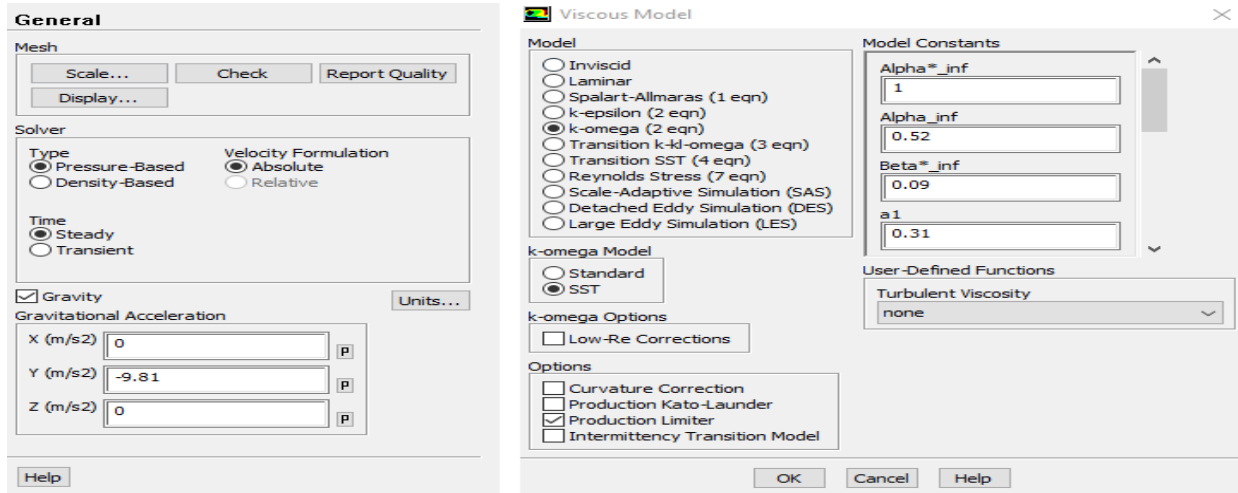 General
Mesh
Scale... Check Report Quality
Display...
Solver
Type Velocity Formulation
Pressure-Based Absolute
Density-Based Relative
Time
Steady
Transient
Gravity Units...
Gravitational Acceleration
X (m/s2) 0 P
Y (m/s2) -9.81 P
Z (m/s2) 0 P
Help
Viscous Model
Model
Inviscid
Laminar
Spalart-Allmaras (1 eqn)
k-epsilon (2 eqn)
k-omega (2 eqn)
Transition k-kl-omega (3 eqn)
Transition SST (4 eqn)
Reynolds Stress (7 eqn)
Scale-Adaptive Simulation (SAS)
Detached Eddy Simulation (DES)
Large Eddy Simulation (LES)
k-omega Model
Standard
SST
k-omega Options
Low-Re Corrections
Options
Curvature Correction
Production Kato-Launder
Production Limiter
Intermittency Transition Model
Model Constants
Alpha*_inf
1
Alpha_inf
0.52
Beta*_inf
0.09
a1
0.31
User-Defined Functions
Turbulent Viscosity
none
OK Cancel Help